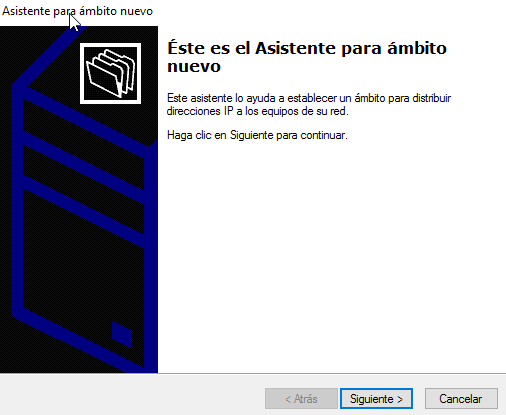 Asistente para ámbito nuevo
Éste es el Asistente para ámbito
nuevo
Este asistente lo ayuda a establecer un ámbito para distribuir
direcciones IP a los equipos de su red.
Haga clic en Siguiente para continuar.
< Atrás
Siguiente >
Cancelar